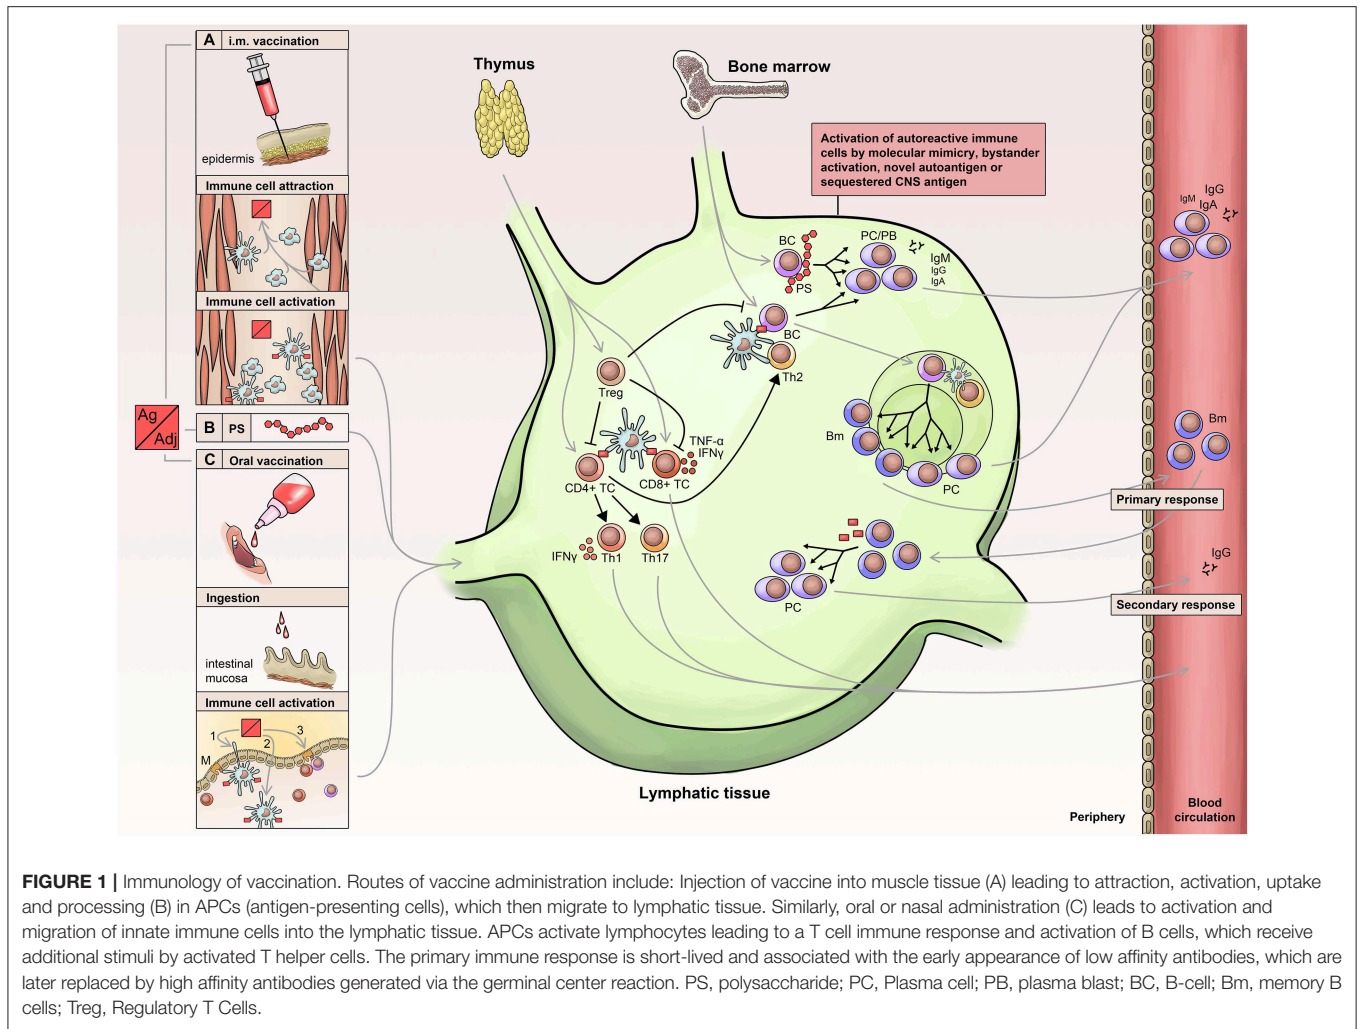 A i.m. vaccination
epidermis
Immune cell attraction
Immune cell activation
Ag
Adj
B PS
C Oral vaccination
Ingestion
intestinal
mucosa
Immune cell activation
1
2
3
M
Thymus
Bone marrow
Activation of autoreactive immune
cells by molecular mimicry, bystander
activation, novel autoantigen or
sequestered CNS antigen
BC
PS
PC/PB
IgM
IgG
IgA
BC
Th2
Treg
TNF-α
IFNγ
CD4+ TC
CD8+ TC
IFNγ
Th1
Th17
Bm
PC
PC
Lymphatic tissue
IgG
IgM
IgA
Bm
Primary response
IgG
Secondary response
Periphery
Blood
circulation
FIGURE 1 | Immunology of vaccination. Routes of vaccine administration include: Injection of vaccine into muscle tissue (A) leading to attraction, activation, uptake
and processing (B) in APCs (antigen-presenting cells), which then migrate to lymphatic tissue. Similarly, oral or nasal administration (C) leads to activation and
migration of innate immune cells into the lymphatic tissue. APCs activate lymphocytes leading to a T cell immune response and activation of B cells, which receive
additional stimuli by activated T helper cells. The primary immune response is short-lived and associated with the early appearance of low affinity antibodies, which are
later replaced by high affinity antibodies generated via the germinal center reaction. PS, polysaccharide; PC, Plasma cell; PB, plasma blast; BC, B-cell; Bm, memory B
cells; Treg, Regulatory T Cells.